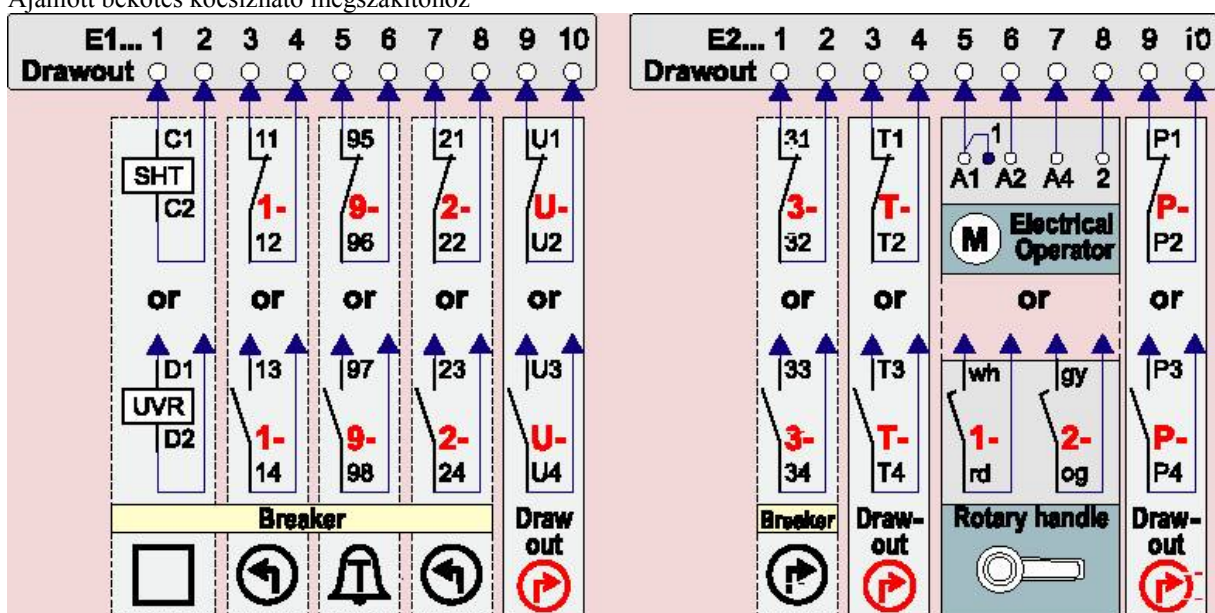 Ajánlott bekötés kocsizható megszakítóhoz
E1... 1 2 3 4 5 6 7 8 9 10
Drawout
C1 11 95 21 U1
SHT
C2 1- 9- 2- U-
12 96 22 U2
or or or or or
D1 13 97 23 U3
UVR
D2 1- 9- 2- U-
14 98 24 U4
Breaker
Draw
out
T
E2... 1 2 3 4 5 6 7 8 9 10
Drawout
31 T1 1 P1
A1 A2 A4 2
3- T- P-
M Electrical
Operator
32 T2 P2
or or or or
33 T3 wh gy P3
3- T- 1- 2- P-
34 T4 rd og P4
Breaker
Draw-
out
Rotary handle
Draw-
out